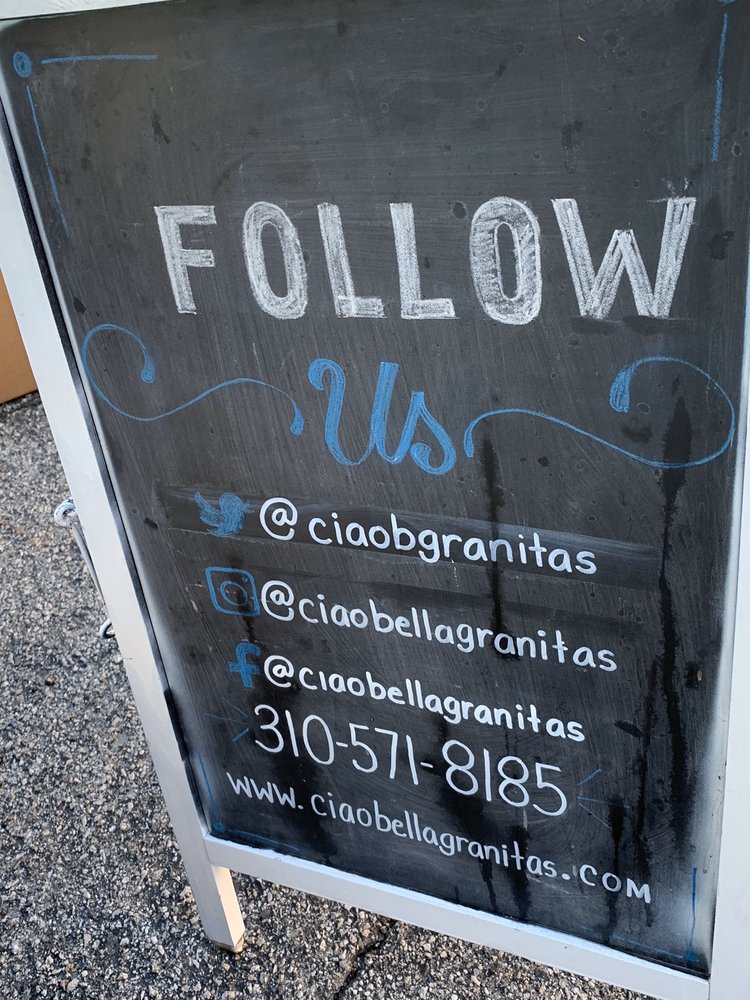 FOLLOW
Us
@ciaobgranitas
@ciaobellagranitas
@ciaobellagranitas
310-571-8185
www.ciaobellagranitas.com